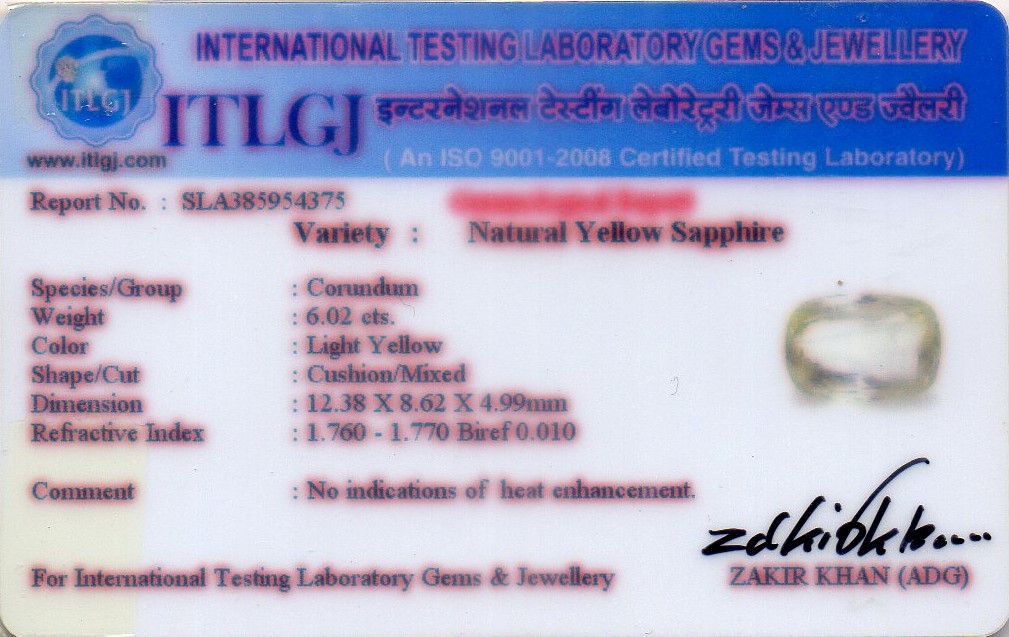 INTERNATIONAL TESTING LABORATORY GEMS & JEWELLERY
ITLGJ
ITLGJ इन्टरनेशनल टेस्टींग लेबोरेट्ररी जेम्स एण्ड ज्वैलरी
www.itlgj.com
( An ISO 9001-2008 Certified Testing Laboratory)
Report No. : SLA385954375
Variety : Natural Yellow Sapphire
Species/Group : Corundum
Weight : 6.02 cts.
Color : Light Yellow
Shape/Cut : Cushion/Mixed
Dimension : 12.38 X 8.62 X 4.99mm
Refractive Index : 1.760 - 1.770 Biref 0.010
Comment : No indications of heat enhancement.
For International Testing Laboratory Gems & Jewellery
ZAKIR KHAN (ADG)